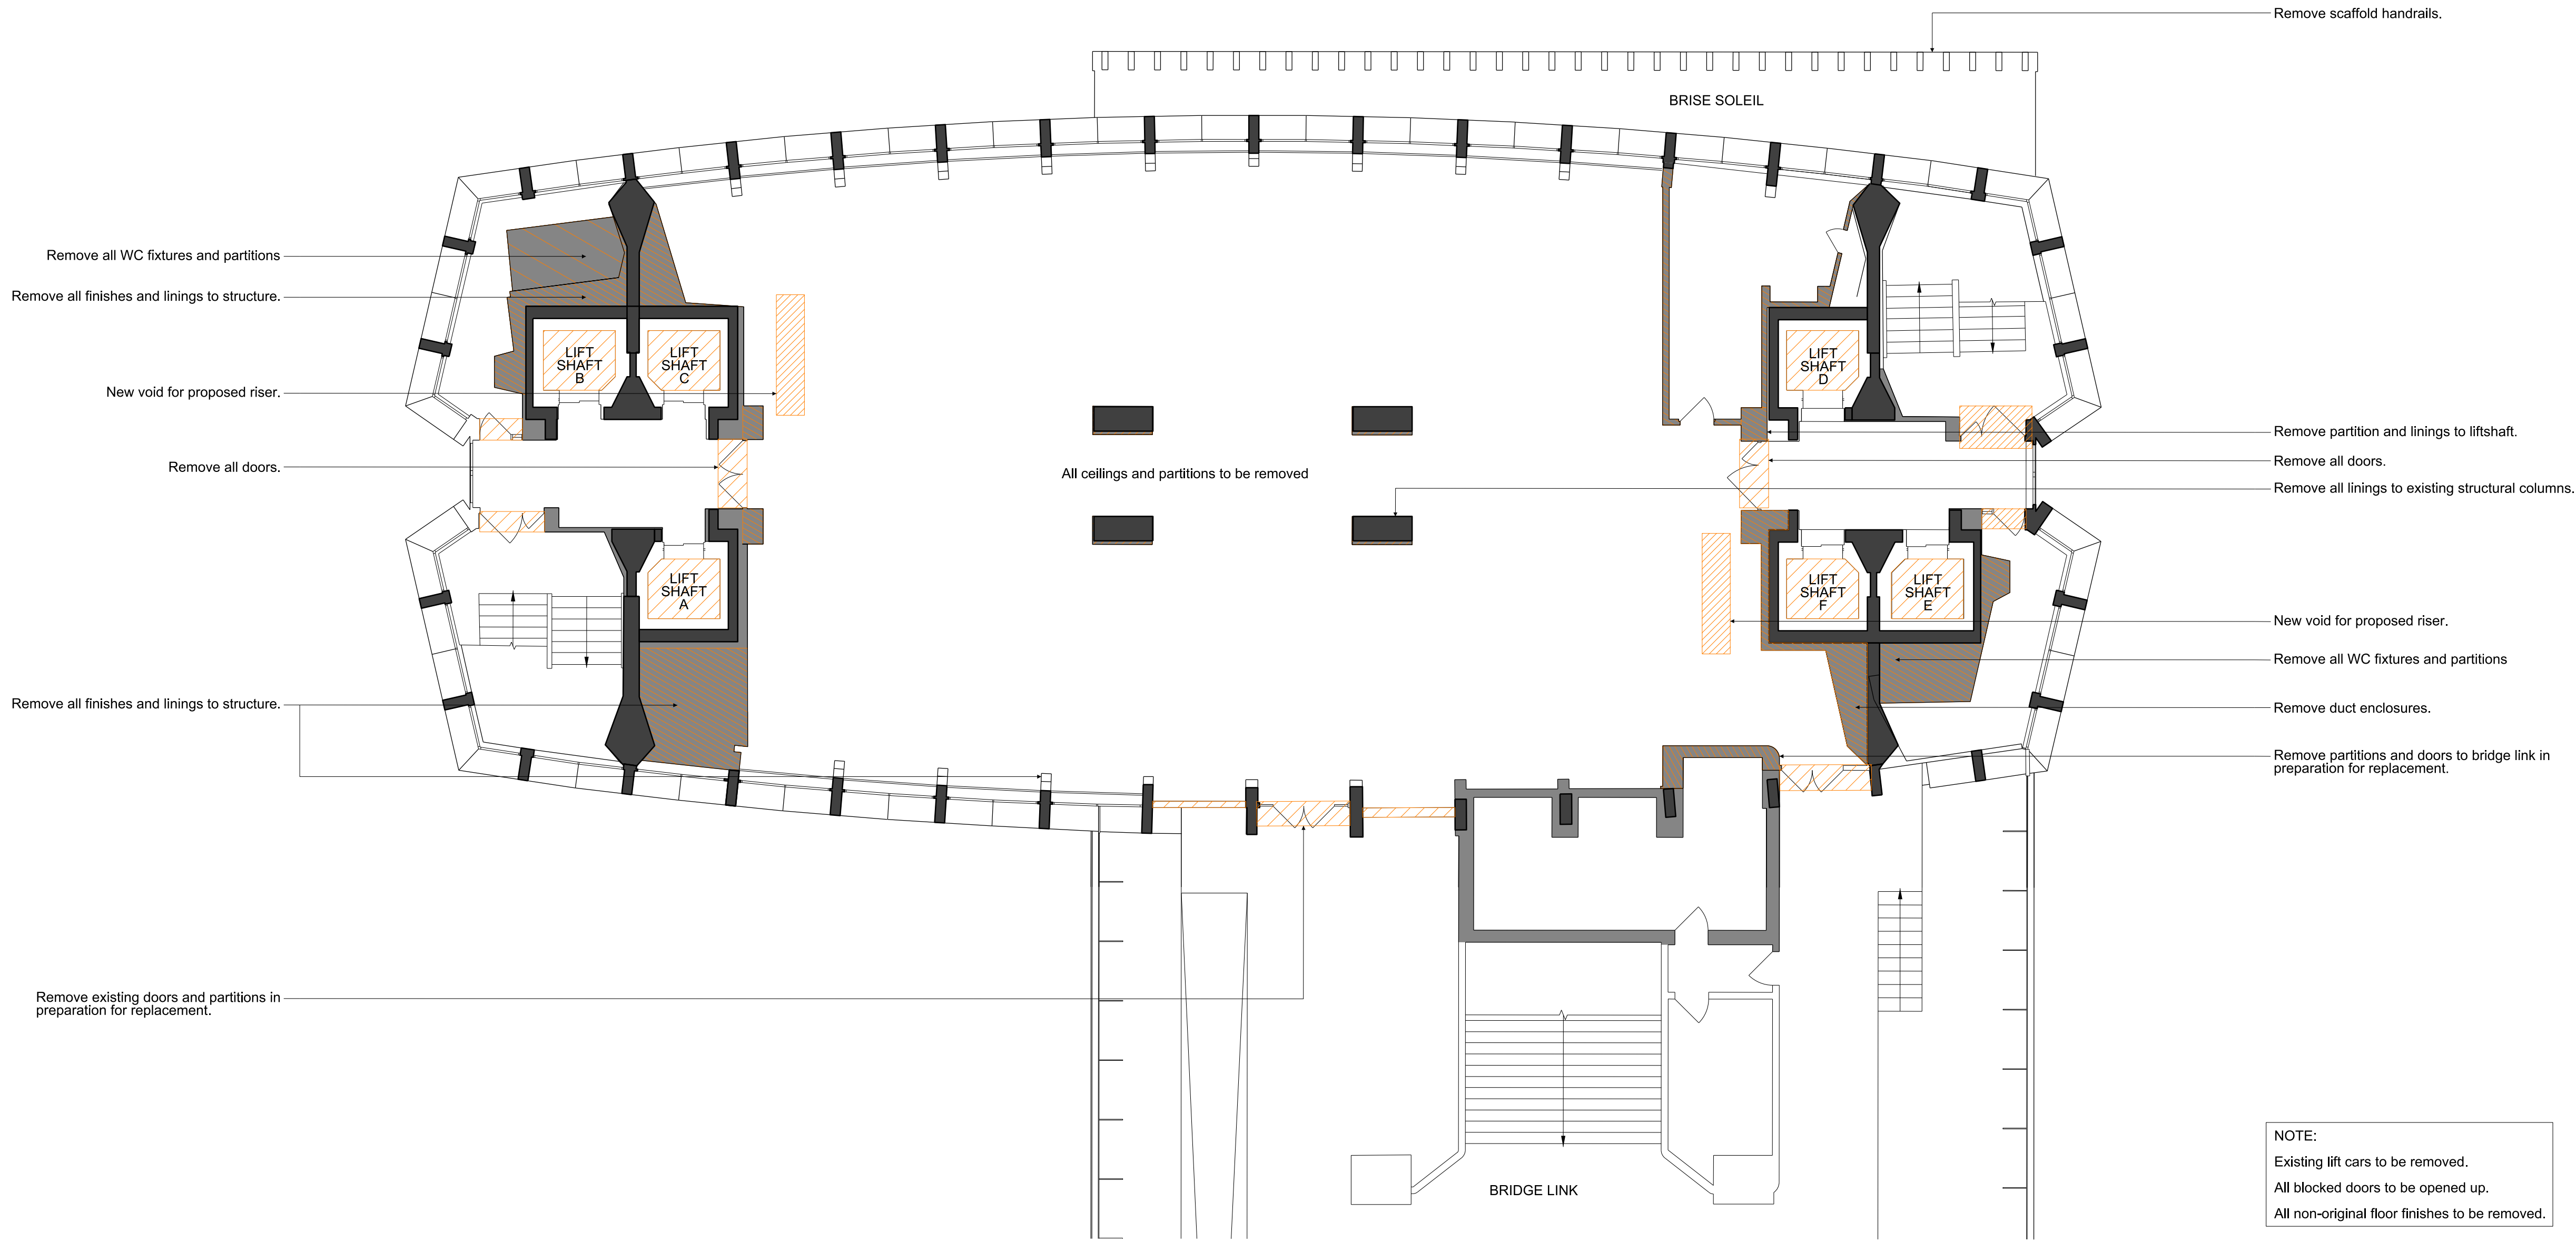 Remove scaffold handrails.
BRISE SOLEIL
Remove all WC fixtures and partitions
Remove all finishes and linings to structure.
New void for proposed riser.
Remove all doors.
Remove all finishes and linings to structure.
Remove existing doors and partitions in
preparation for replacement.
LIFT
SHAFT
B
LIFT
SHAFT
C
LIFT
SHAFT
A
All ceilings and partitions to be removed
LIFT
SHAFT
D
LIFT
SHAFT
F
LIFT
SHAFT
E
Remove partition and linings to liftshaft.
Remove all doors.
Remove all linings to existing structural columns.
New void for proposed riser.
Remove all WC fixtures and partitions
Remove duct enclosures.
Remove partitions and doors to bridge link in
preparation for replacement.
BRIDGE LINK
NOTE:
Existing lift cars to be removed.
All blocked doors to be opened up.
All non-original floor finishes to be removed.